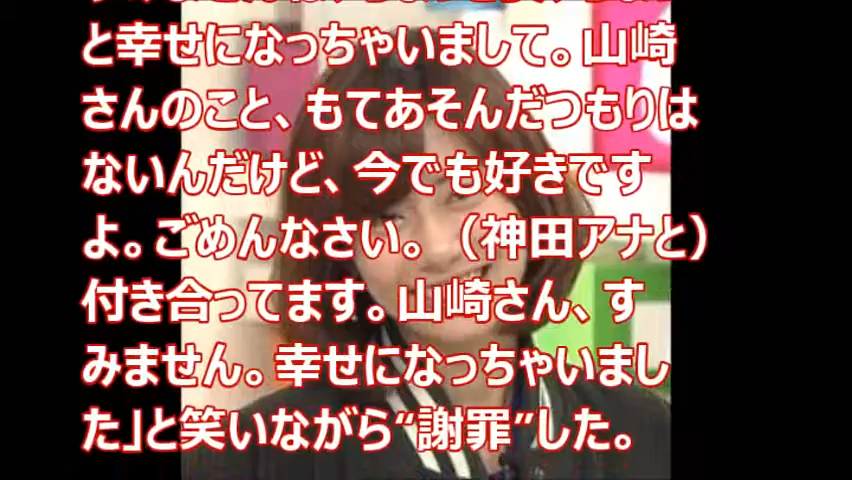 と幸せになっちゃいまして。山崎
さんのこと、もてあそんだつもりは
ないんだけど、今でも好きです
よ。ごめんなさい。（神田アナと）
付き合ってます。山崎さん、す
みません。幸せになっちゃいまし
た」と笑いながら“謝罪”した。